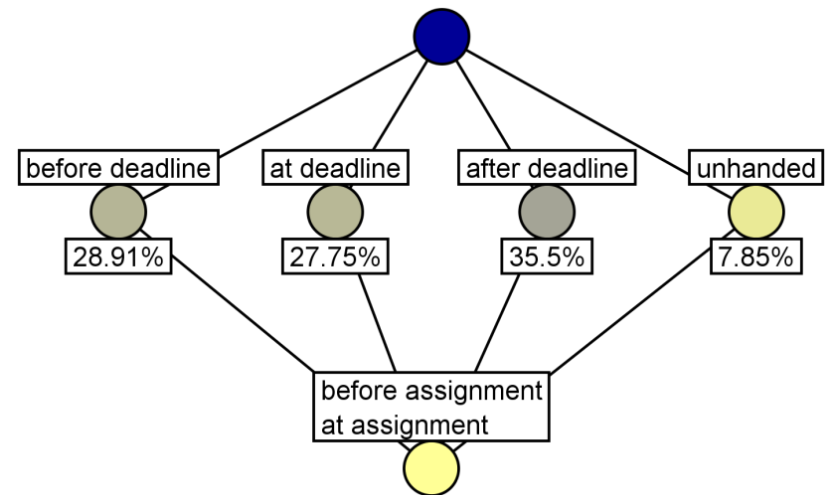 before deadline
at deadline
after deadline
unhanded
28.91%
27.75%
35.5%
7.85%
before assignment
at assignment